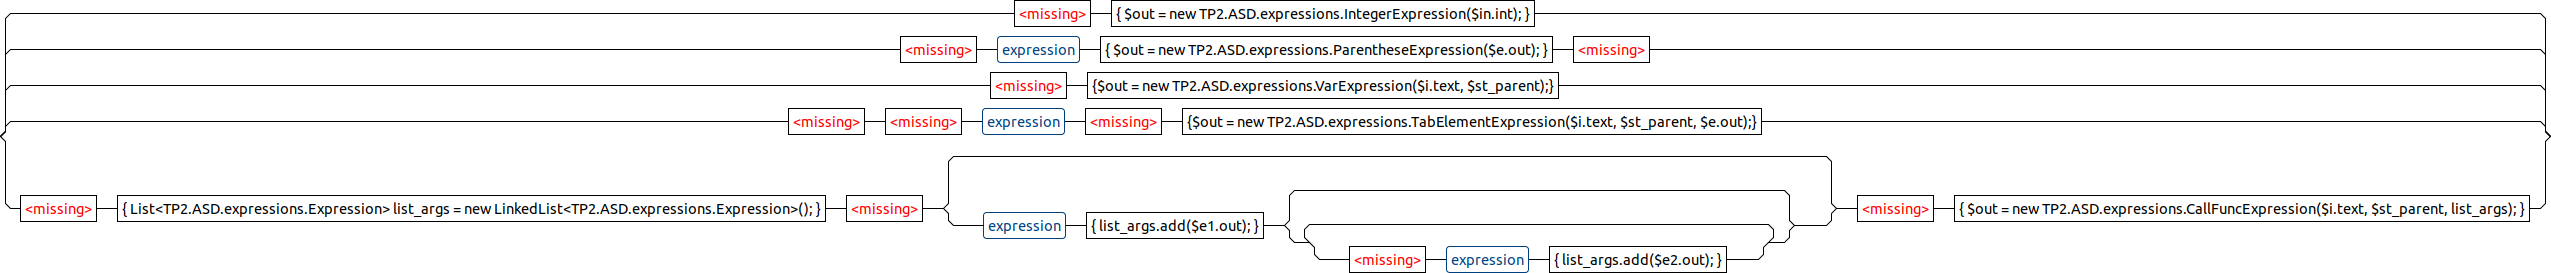 <missing> { $out = new TP2.ASD.expressions.IntegerExpression($in.int); }
<missing> expression { $out = new TP2.ASD.expressions.ParentheseExpression($e.out); } <missing>
<missing> {$out = new TP2.ASD.expressions.VarExpression($i.text, $st_parent);}
<missing> <missing> expression <missing> {$out = new TP2.ASD.expressions.TabElementExpression($i.text, $st_parent, $e.out);}
<missing> { List<TP2.ASD.expressions.Expression> list_args = new LinkedList<TP2.ASD.expressions.Expression>(); } <missing> <missing> { $out = new TP2.ASD.expressions.CallFuncExpression($i.text, $st_parent, list_args); }
expression { list_args.add($e1.out); }
<missing> expression { list_args.add($e2.out); }